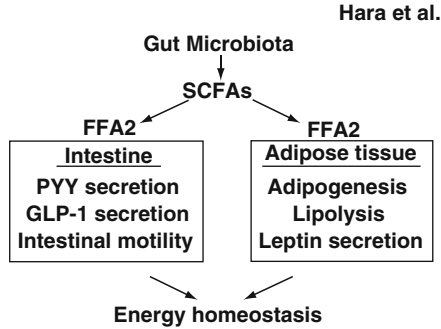 Hara et al.
Gut Microbiota
SCFAs
FFA2
Intestine
PYY secretion
GLP-1 secretion
Intestinal motility
FFA2
Adipose tissue
Adipogenesis
Lipolysis
Leptin secretion
Energy homeostasis